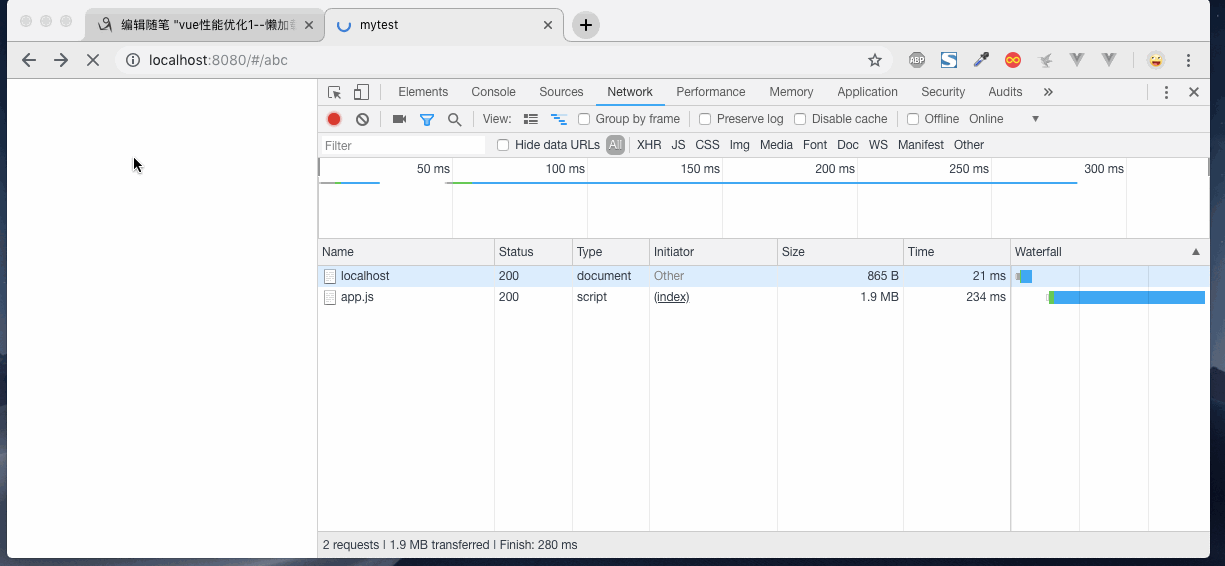 编辑随笔 "vue性能优化1--懒加
mytest
localhost:8080/#/abc
ABP
Elements Console Sources Network Performance Memory Application Security Audits »
View: Group by frame Preserve log Disable cache Offline Online
Filter Hide data URLs All XHR JS CSS Img Media Font Doc WS Manifest Other
50 ms 100 ms 150 ms 200 ms 250 ms 300 ms
Name Status Type Initiator Size Time Waterfall
localhost 200 document Other 865 B 21 ms
app.js 200 script (index) 1.9 MB 234 ms
2 requests | 1.9 MB transferred | Finish: 280 ms